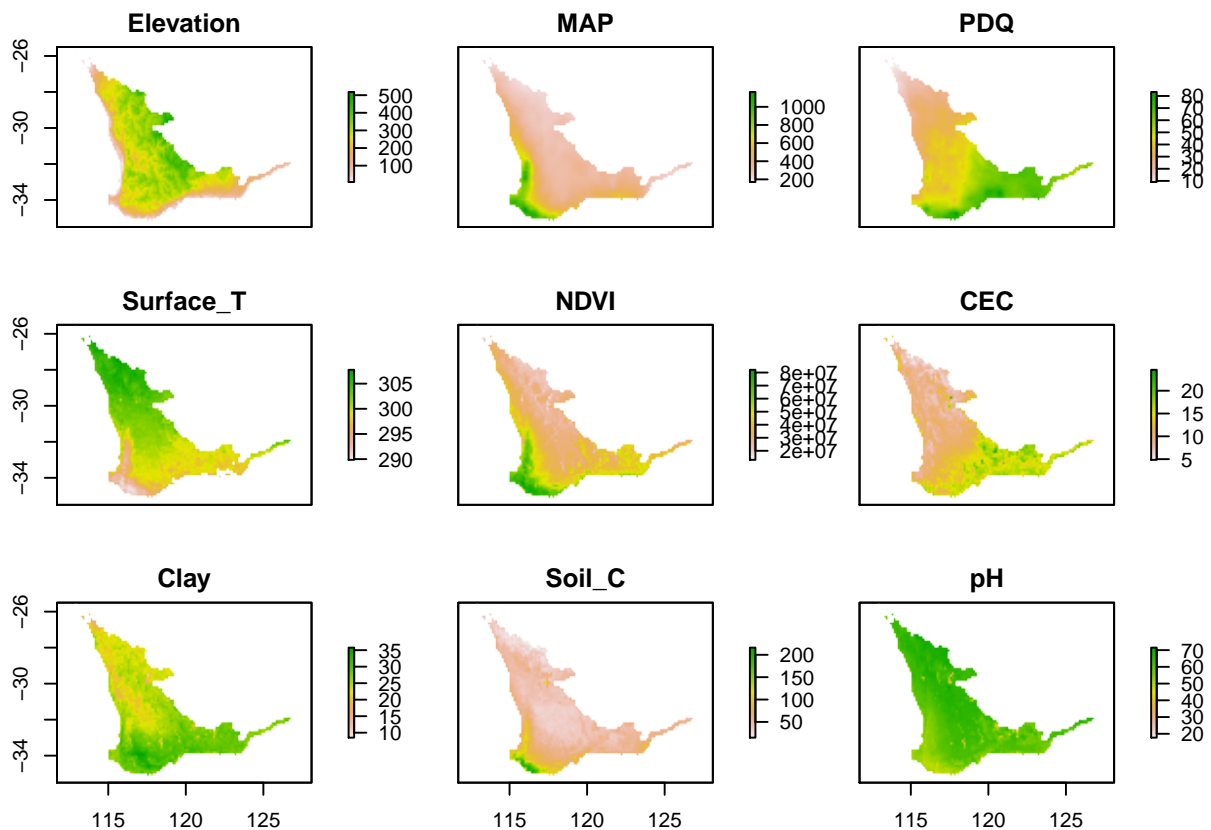 Elevation
MAP
PDQ
−26
−30
−34
500
400
300
200
100
1000
800
600
400
200
80
70
60
50
40
30
20
10
Surface_T
NDVI
CEC
−26
−30
−34
305
300
295
290
8e+07
7e+07
6e+07
5e+07
4e+07
3e+07
2e+07
20
15
10
5
Clay
Soil_C
pH
−26
−30
−34
35
30
25
20
15
10
200
150
100
50
70
60
50
40
30
20
115 120 125
115 120 125
115 120 125